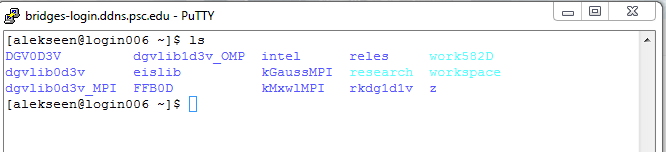 bridges-login.ddns.psc.edu - PuTTY
[alekseen@login006 ~]$ ls
DGV0D3V dgvlib1d3v_OMP intel reles work582D
dgvlib0d3v eislib kGaussMPI research workspace
dgvlib0d3v_MPI FFB0D kMxwlMPI rkdg1d1v z
[alekseen@login006 ~]$